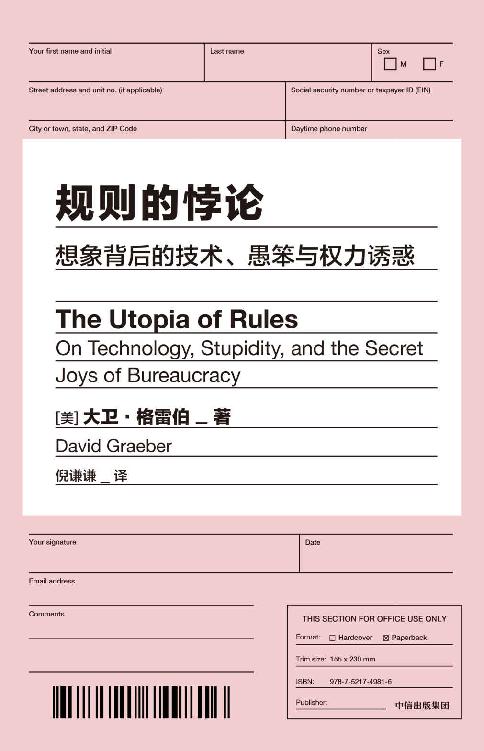 Your first name and initial
Last name
Sex
M
F
Street address and unit no. (if applicable)
Social security number or taxpayer ID (EIN)
City or town, state, and ZIP Code
Daytime phone number
规则的悖论
想象背后的技术、愚笨与权力诱惑
The Utopia of Rules
On Technology, Stupidity, and the Secret
Joys of Bureaucracy
[美] 大卫·格雷伯 _ 著
David Graeber
倪谦谦 _ 译
Your signature
Date
Email address
Comments
THIS SECTION FOR OFFICE USE ONLY
Format: ☐ Hardcover ☒ Paperback
Trim size: 155 x 230 mm
ISBN: 978-7-5217-4981-6
Publisher: 中信出版集团